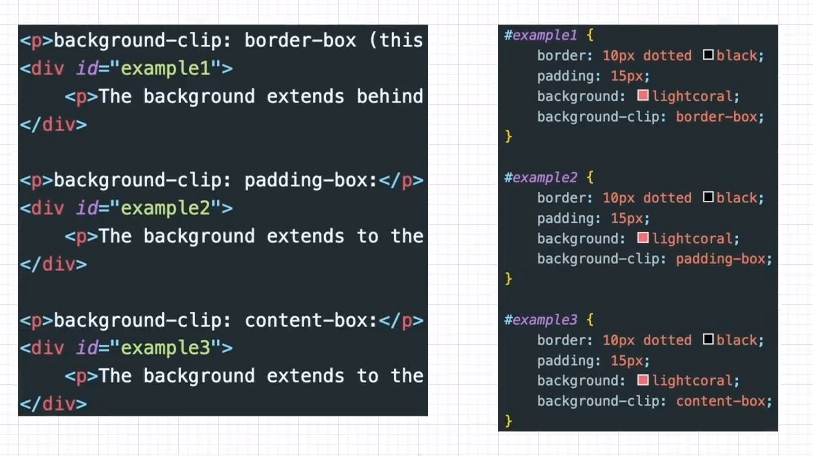 <p>background-clip: border-box (this
<div id="example1">
<p>The background extends behind
</div>
<p>background-clip: padding-box:</p>
<div id="example2">
<p>The background extends to the
</div>
<p>background-clip: content-box:</p>
<div id="example3">
<p>The background extends to the
</div>
#example1 {
border: 10px dotted black;
padding: 15px;
background: lightcoral;
background-clip: border-box;
}
#example2 {
border: 10px dotted black;
padding: 15px;
background: lightcoral;
background-clip: padding-box;
}
#example3 {
border: 10px dotted black;
padding: 15px;
background: lightcoral;
background-clip: content-box;
}